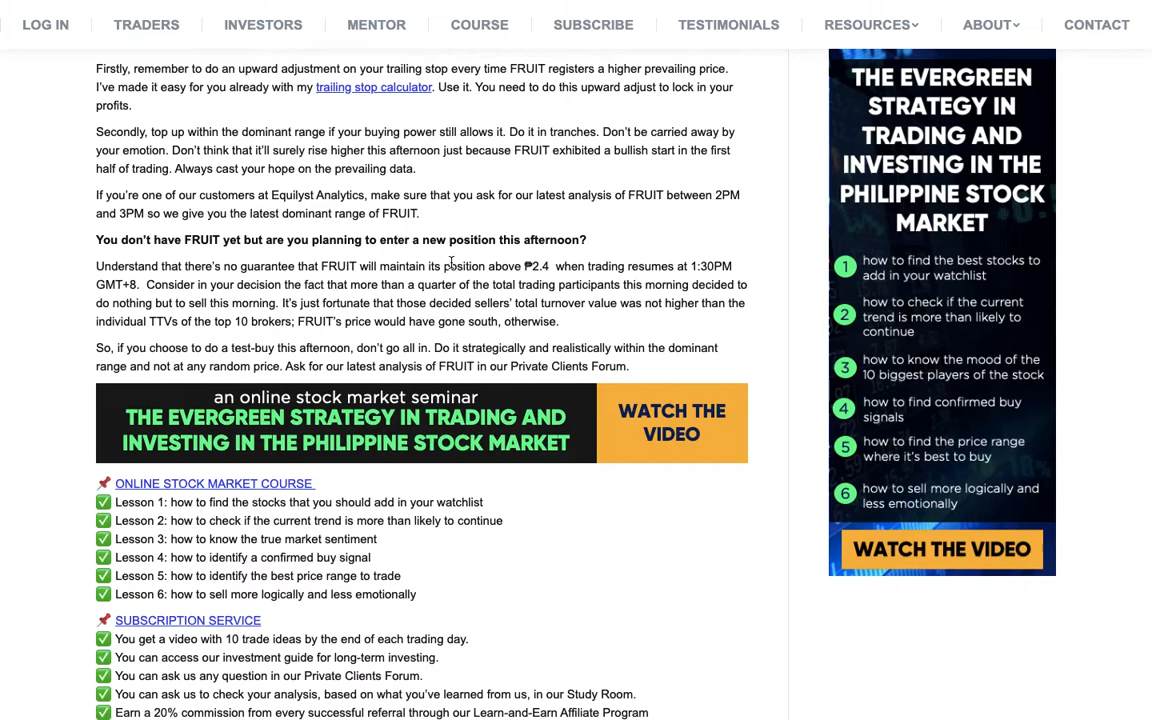 LOG IN
TRADERS
INVESTORS
MENTOR
COURSE
SUBSCRIBE
TESTIMONIALS
RESOURCES
ABOUT
CONTACT
Firstly, remember to do an upward adjustment on your trailing stop every time FRUIT registers a higher prevailing price.
I've made it easy for you already with my trailing stop calculator. Use it. You need to do this upward adjust to lock in your
profits.
Secondly, top up within the dominant range if your buying power still allows it. Do it in tranches. Don't be carried away by
your emotion. Don't think that it'll surely rise higher this afternoon just because FRUIT exhibited a bullish start in the first
half of trading. Always cast your hope on the prevailing data.
If you're one of our customers at Equilyst Analytics, make sure that you ask for our latest analysis of FRUIT between 2PM
and 3PM so we give you the latest dominant range of FRUIT.
You don't have FRUIT yet but are you planning to enter a new position this afternoon?
Understand that there's no guarantee that FRUIT will maintain its position above ₱2.4 when trading resumes at 1:30PM
GMT+8. Consider in your decision the fact that more than a quarter of the total trading participants this morning decided to
do nothing but to sell this morning. It's just fortunate that those decided sellers' total turnover value was not higher than the
individual TTVs of the top 10 brokers; FRUIT's price would have gone south, otherwise.
So, if you choose to do a test-buy this afternoon, don't go all in. Do it strategically and realistically within the dominant
range and not at any random price. Ask for our latest analysis of FRUIT in our Private Clients Forum.
an online stock market seminar
THE EVERGREEN STRATEGY IN TRADING AND
INVESTING IN THE PHILIPPINE STOCK MARKET
WATCH THE
VIDEO
ONLINE STOCK MARKET COURSE
Lesson 1: how to find the stocks that you should add in your watchlist
Lesson 2: how to check if the current trend is more than likely to continue
Lesson 3: how to know the true market sentiment
Lesson 4: how to identify a confirmed buy signal
Lesson 5: how to identify the best price range to trade
Lesson 6: how to sell more logically and less emotionally
SUBSCRIPTION SERVICE
You get a video with 10 trade ideas by the end of each trading day.
You can access our investment guide for long-term investing.
You can ask us any question in our Private Clients Forum.
You can ask us to check your analysis, based on what you've learned from us, in our Study Room.
Earn a 20% commission from every successful referral through our Learn-and-Earn Affiliate Program
THE EVERGREEN
STRATEGY IN
TRADING AND
INVESTING IN THE
PHILIPPINE STOCK
MARKET
1 how to find the best stocks to
add in your watchlist
2 how to check if the current
trend is more than likely to
continue
3 how to know the mood of the
10 biggest players of the stock
4 how to find confirmed buy
signals
5 how to find the price range
where it's best to buy
6 how to sell more logically and
less emotionally
WATCH THE VIDEO